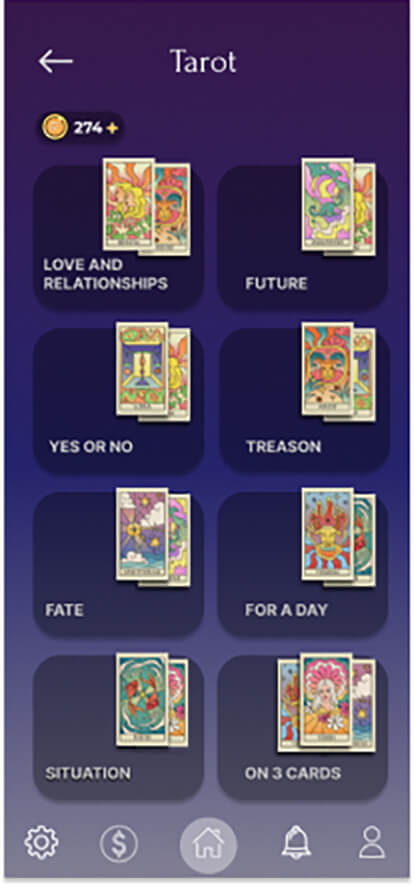 Tarot
274 +
LOVE AND
RELATIONSHIPS
FUTURE
YES OR NO
TREASON
FATE
FOR A DAY
SITUATION
ON 3 CARDS
$